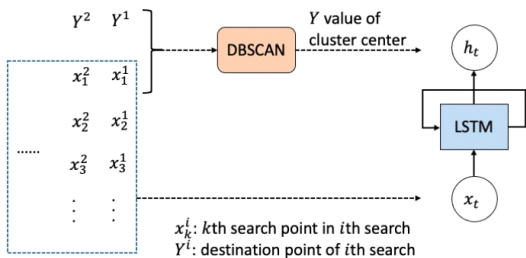 Y² Y¹
DBSCAN
Y value of
cluster center
hₜ
x₁² x₁¹
x₂² x₂¹
LSTM
......
x₃² x₃¹
xₜ
xₖⁱ: kth search point in ith search
Yⁱ: destination point of ith search